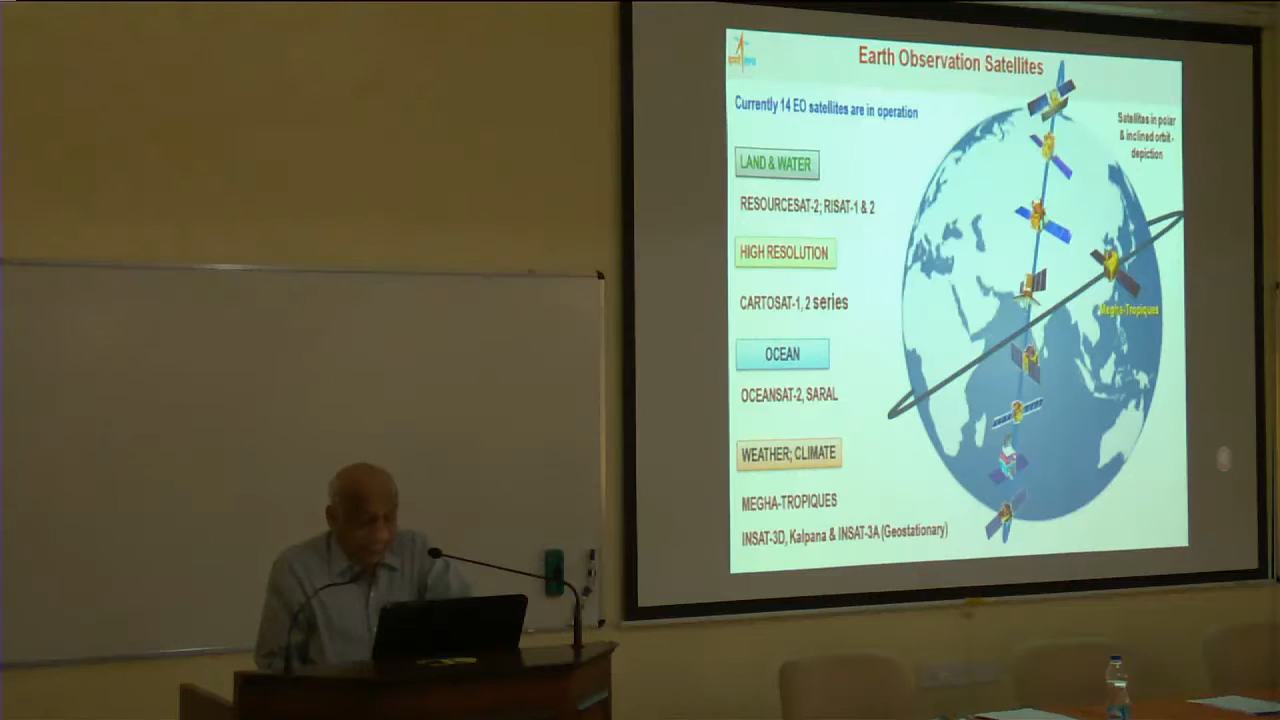 Earth Observation Satellites
Currently 14 EO satellites are in operation
Satellites in polar
& inclined orbit -
depiction
LAND & WATER
RESOURCESAT-2; RISAT-1 & 2
HIGH RESOLUTION
CARTOSAT-1, 2 series
Megha-Tropiques
OCEAN
OCEANSAT-2, SARAL
WEATHER; CLIMATE
MEGHA-TROPIQUES
INSAT-3D, Kalpana & INSAT-3A (Geostationary)